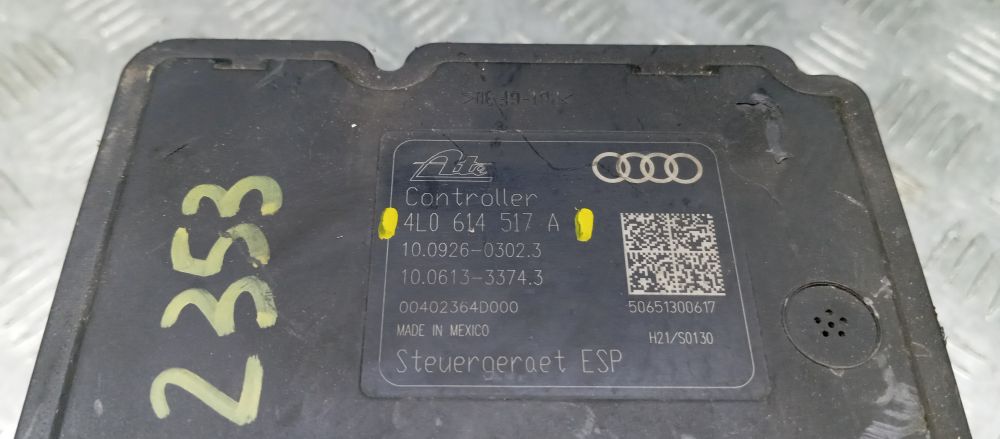 Ate
Controller
4L0 614 517 A
10.0926-0302.3
10.0613-3374.3
00402364D000
50651300617
MADE IN MEXICO
H21/S0130
Steuergeraet ESP
2353